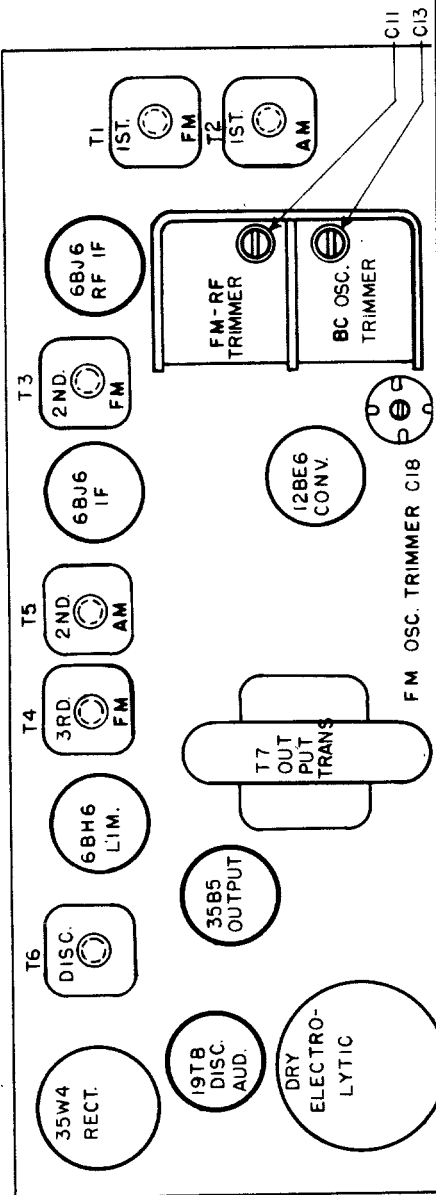 C11
C13
T1
1ST.
FM
T2
1ST.
AM
6BJ6
RF IF
FM-RF
TRIMMER
BC OSC.
TRIMMER
T3
2ND.
FM
6BJ6
IF
12BE6
CONV.
FM OSC. TRIMMER C18
T5
2ND.
AM
T4
3RD.
FM
T7
OUT
PUT
TRANS
6BH6
LIM.
35B5
OUTPUT
T6
DISC.
19T8
DISC.
AUD.
35W4
RECT.
DRY
ELECTRO-
LYTIC